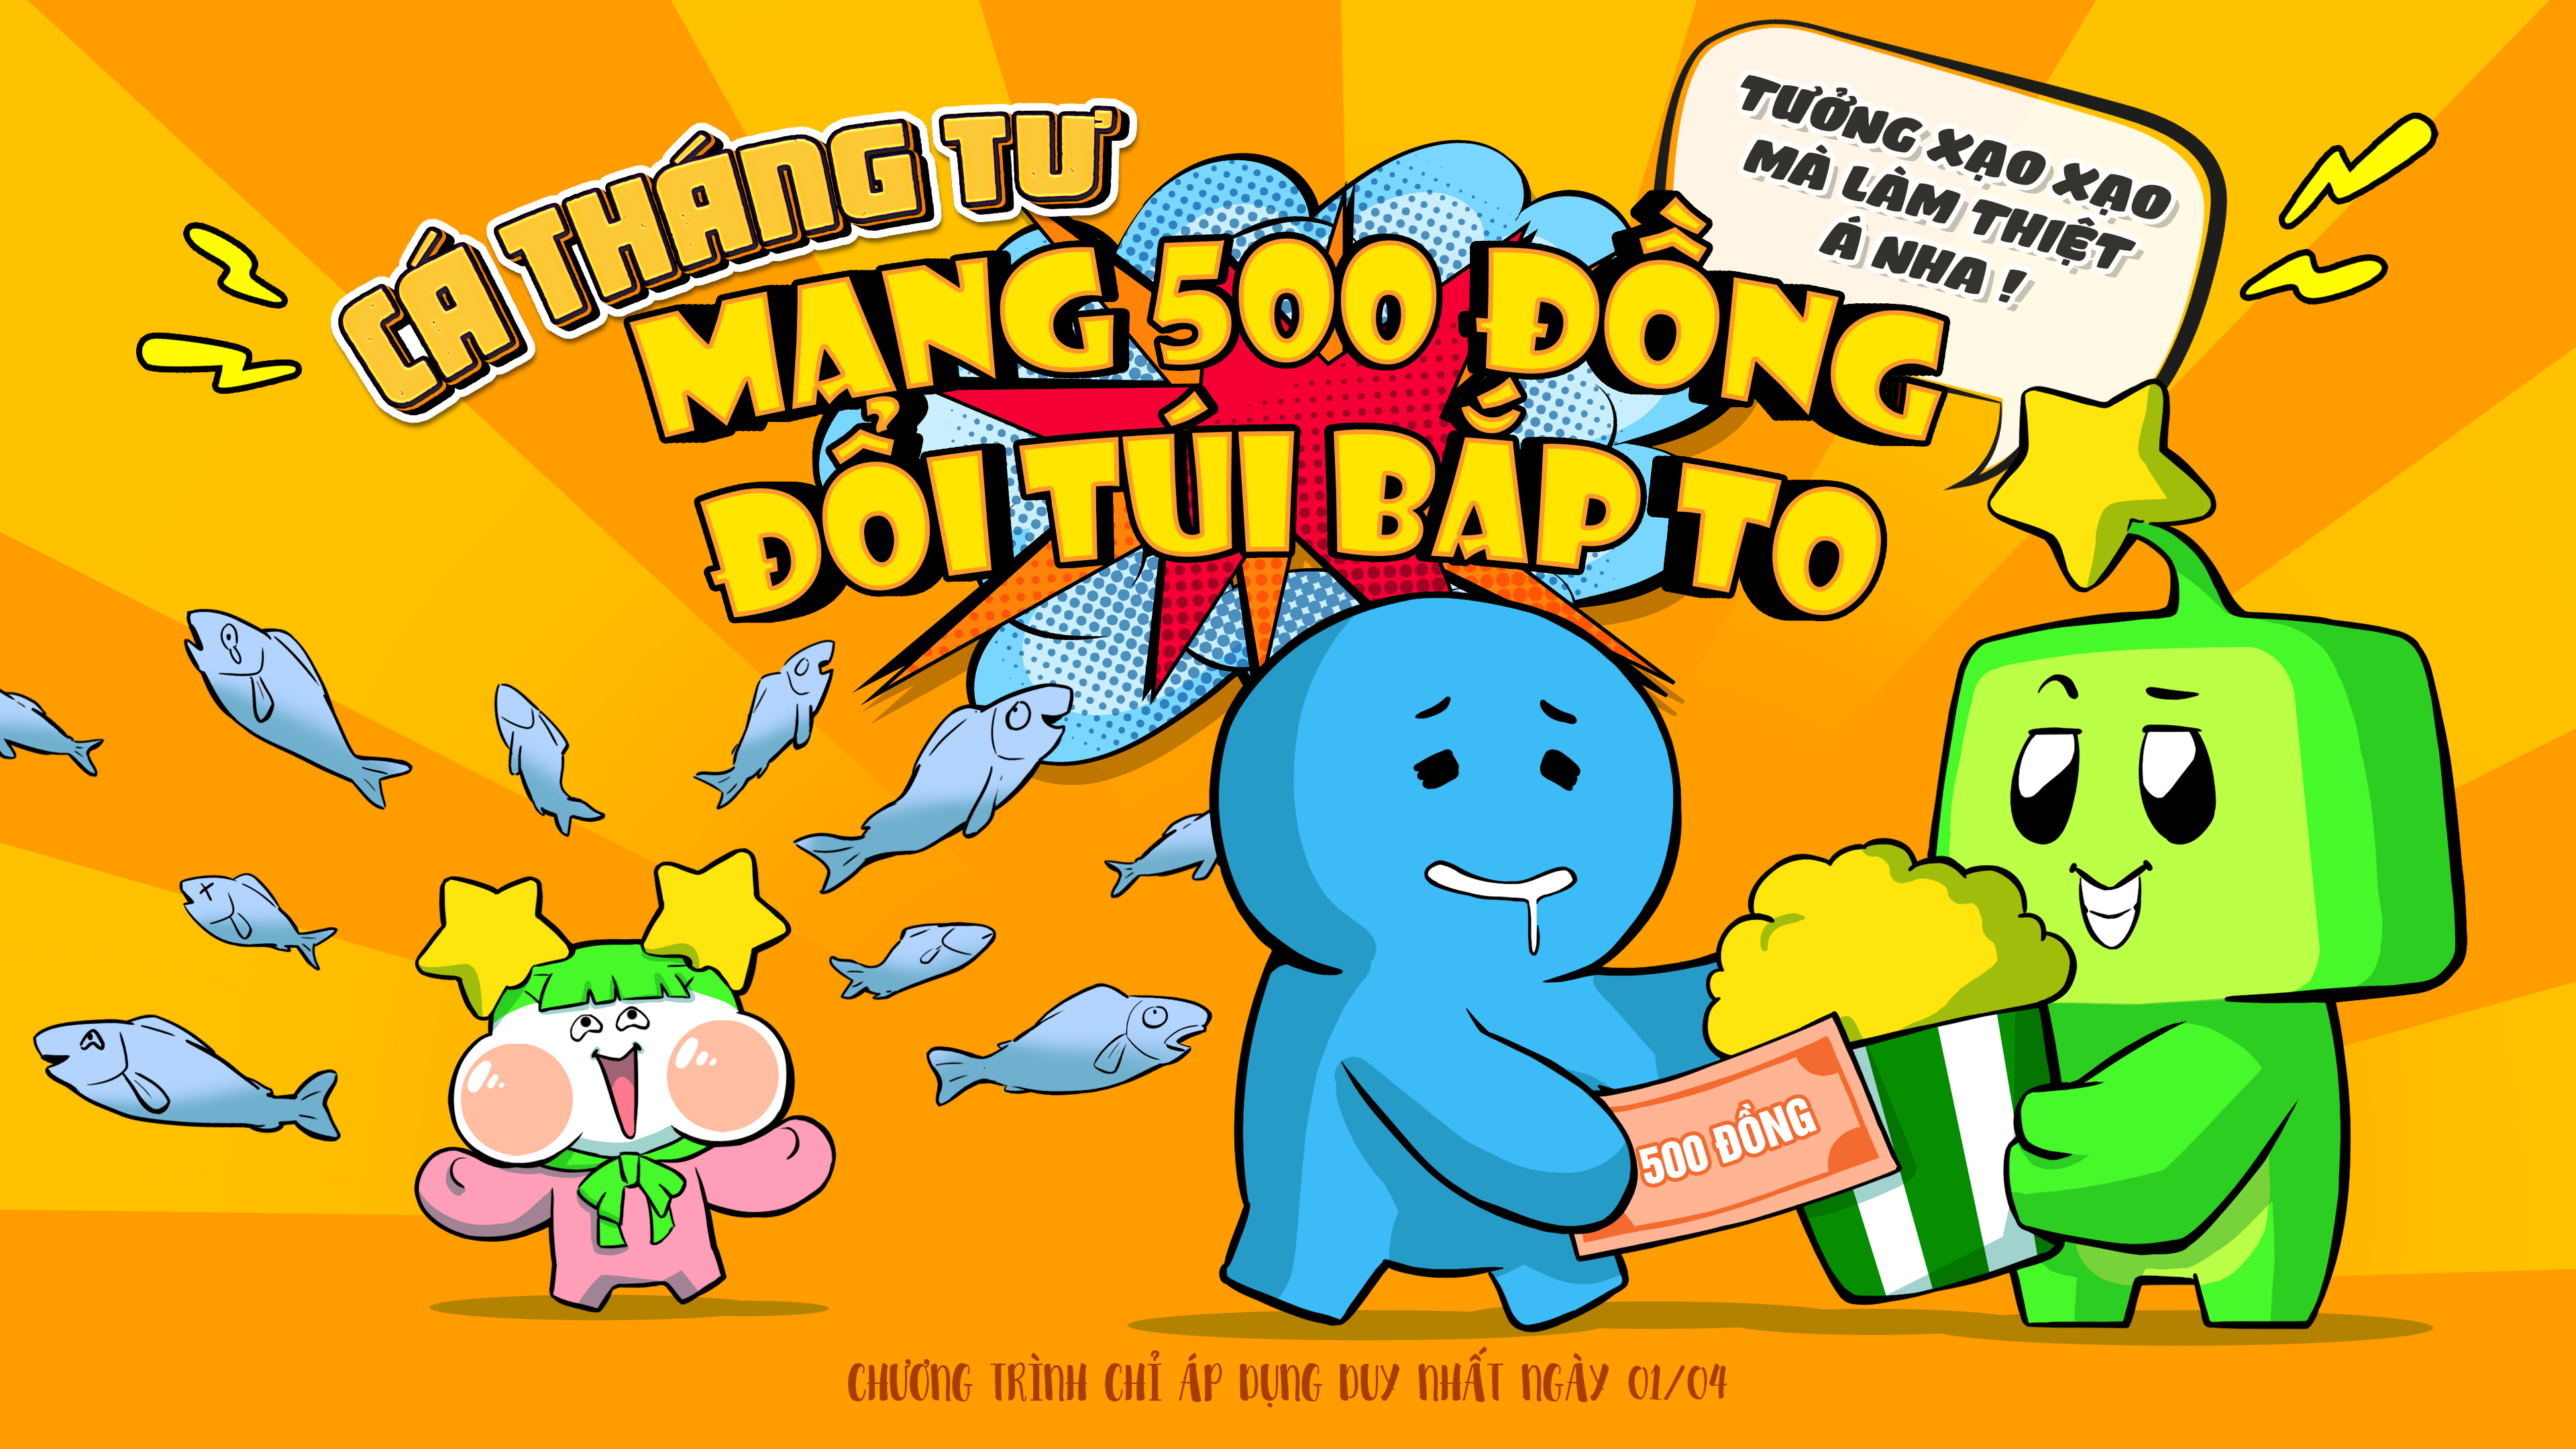 CÁ THÁNG TƯ
MANG 500 ĐỒNG
ĐỔI TÚI BẮP TO
TƯỞNG XẠO XẠO
MÀ LÀM THIỆT
Á NHA !
500 ĐỒNG
CHƯƠNG TRÌNH CHỈ ÁP DỤNG DUY NHẤT NGÀY 01/04